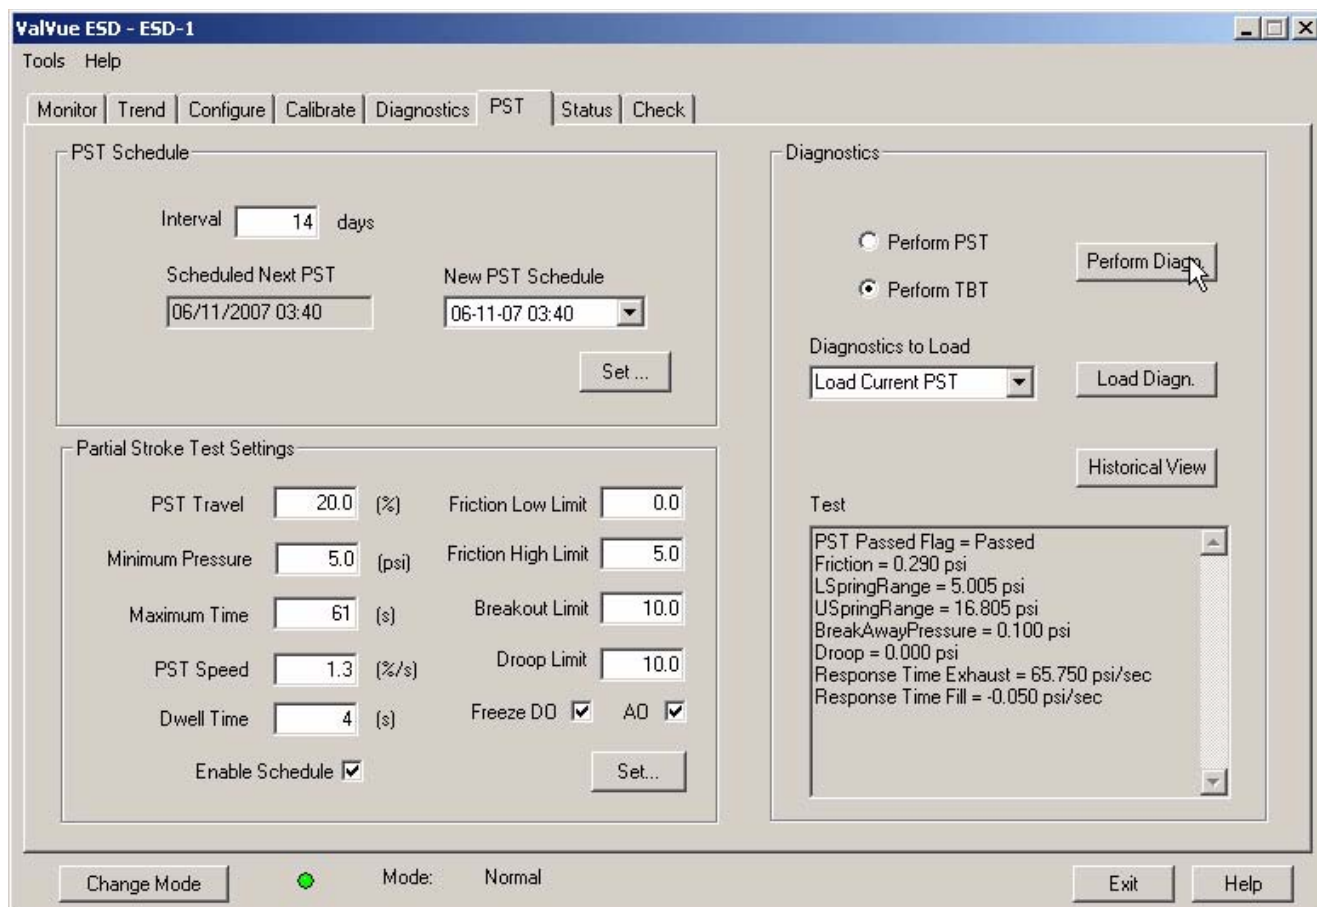 ValVue ESD - ESD-1
Tools Help
Monitor Trend Configure Calibrate Diagnostics PST Status Check
PST Schedule
Interval 14 days
Scheduled Next PST
06/11/2007 03:40
New PST Schedule
06-11-07 03:40
Set ...
Partial Stroke Test Settings
PST Travel 20.0 (%)
Minimum Pressure 5.0 (psi)
Maximum Time 61 (s)
PST Speed 1.3 (%/s)
Dwell Time 4 (s)
Enable Schedule
Friction Low Limit 0.0
Friction High Limit 5.0
Breakout Limit 10.0
Droop Limit 10.0
Freeze DO AO
Set...
Diagnostics
Perform PST
Perform TBT
Perform Diagn.
Diagnostics to Load
Load Current PST
Load Diagn.
Historical View
Test
PST Passed Flag = Passed
Friction = 0.290 psi
LSpringRange = 5.005 psi
USpringRange = 16.805 psi
BreakAwayPressure = 0.100 psi
Droop = 0.000 psi
Response Time Exhaust = 65.750 psi/sec
Response Time Fill = -0.050 psi/sec
Change Mode
Mode: Normal
Exit
Help